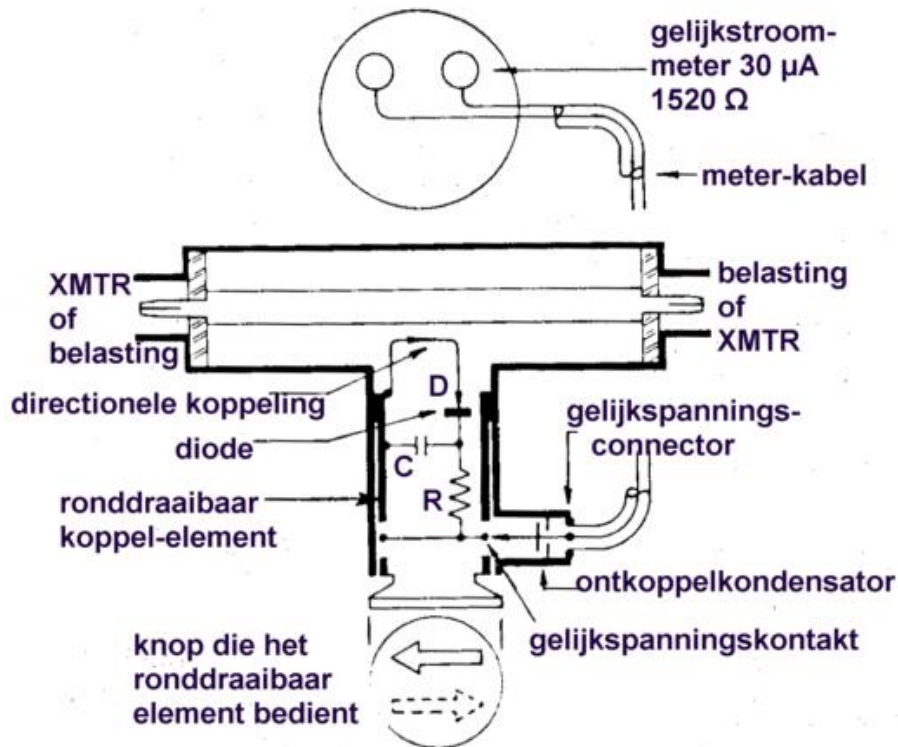 gelijkstroom-
meter 30 µA
1520 Ω
meter-kabel
XMTR
of
belasting
belasting
of
XMTR
directionele koppeling
D
diode
gelijkspannings-
connector
C
R
ronddraaibaar
koppel-element
ontkoppelkondensator
gelijkspanningskontakt
knop die het
ronddraaibaar
element bedient